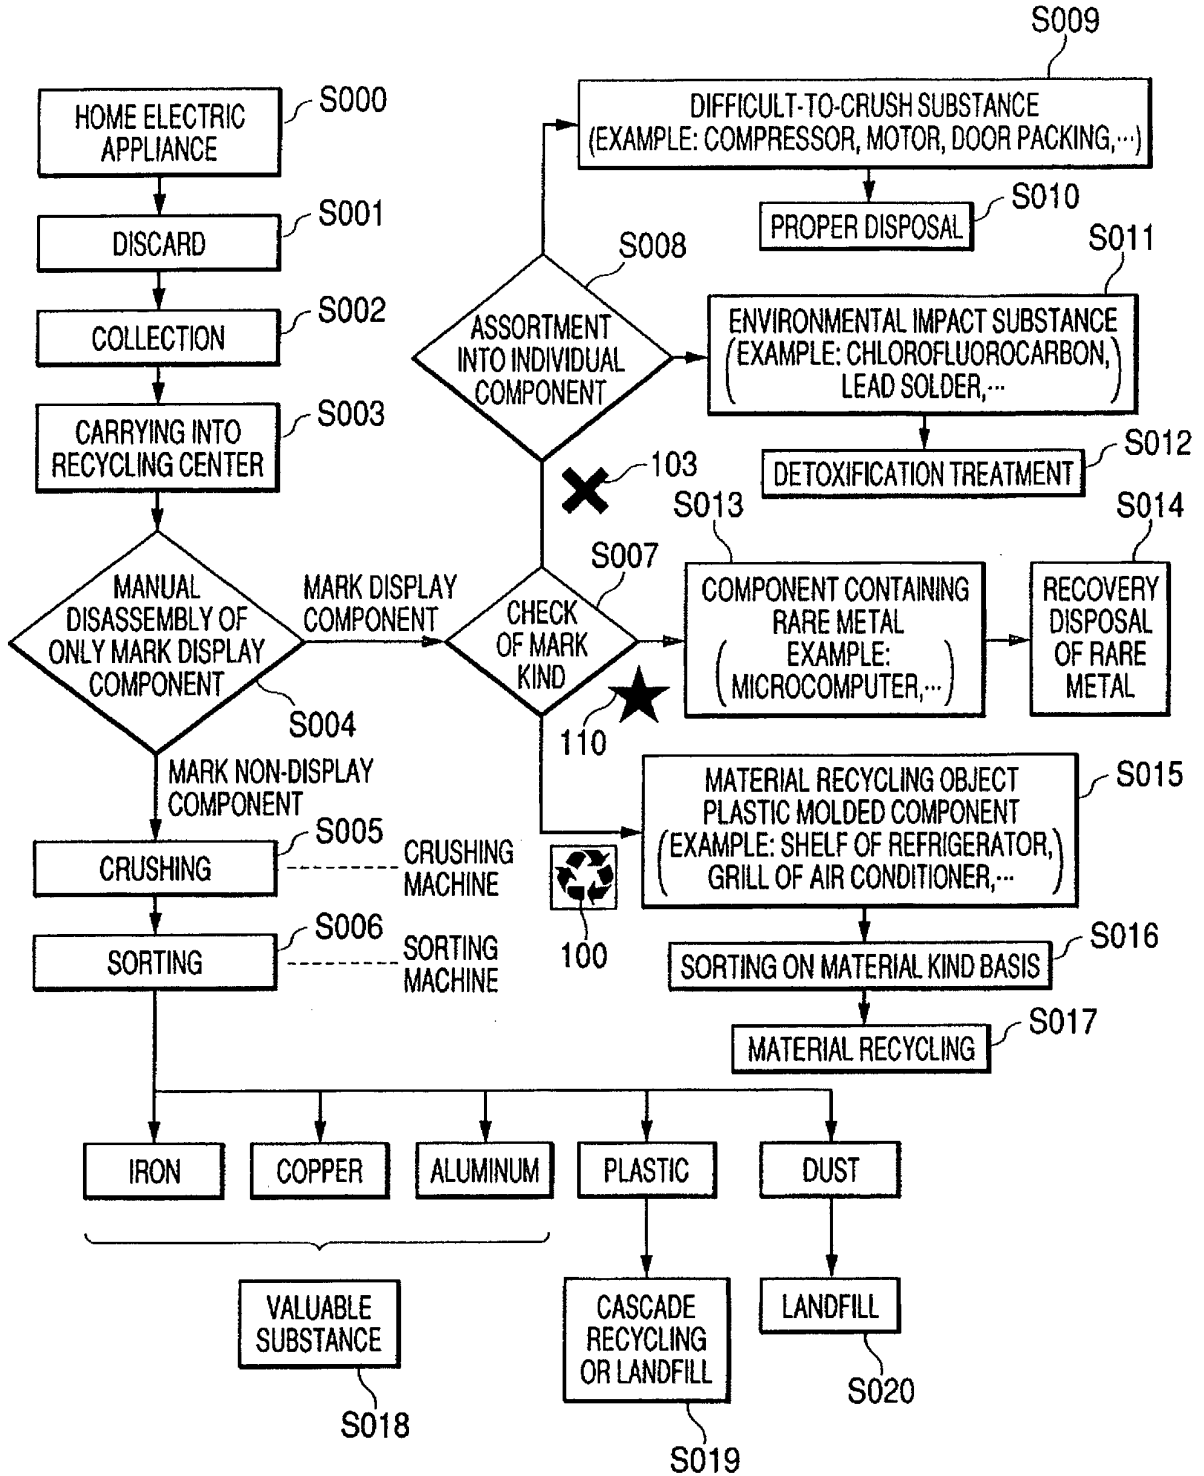 S000
HOME ELECTRIC
APPLIANCE
S001
DISCARD
S002
COLLECTION
S003
CARRYING INTO
RECYCLING CENTER
MANUAL
DISASSEMBLY OF
ONLY MARK DISPLAY
COMPONENT
S004
MARK DISPLAY
COMPONENT
MARK NON-DISPLAY
COMPONENT
S005
CRUSHING
CRUSHING
MACHINE
S006
SORTING
SORTING
MACHINE
S007
CHECK
OF MARK
KIND
103
110
100
S008
ASSORTMENT
INTO INDIVIDUAL
COMPONENT
S009
DIFFICULT-TO-CRUSH SUBSTANCE
(EXAMPLE: COMPRESSOR, MOTOR, DOOR PACKING,···)
S010
PROPER DISPOSAL
S011
ENVIRONMENTAL IMPACT SUBSTANCE
(EXAMPLE: CHLOROFLUOROCARBON,
LEAD SOLDER,···)
S012
DETOXIFICATION TREATMENT
S013
COMPONENT CONTAINING
RARE METAL
(EXAMPLE:
MICROCOMPUTER,···)
S014
RECOVERY
DISPOSAL
OF RARE
METAL
S015
MATERIAL RECYCLING OBJECT
PLASTIC MOLDED COMPONENT
(EXAMPLE: SHELF OF REFRIGERATOR,
GRILL OF AIR CONDITIONER,···)
S016
SORTING ON MATERIAL KIND BASIS
S017
MATERIAL RECYCLING
IRON
COPPER
ALUMINUM
PLASTIC
DUST
VALUABLE
SUBSTANCE
S018
CASCADE
RECYCLING
OR LANDFILL
S019
LANDFILL
S020